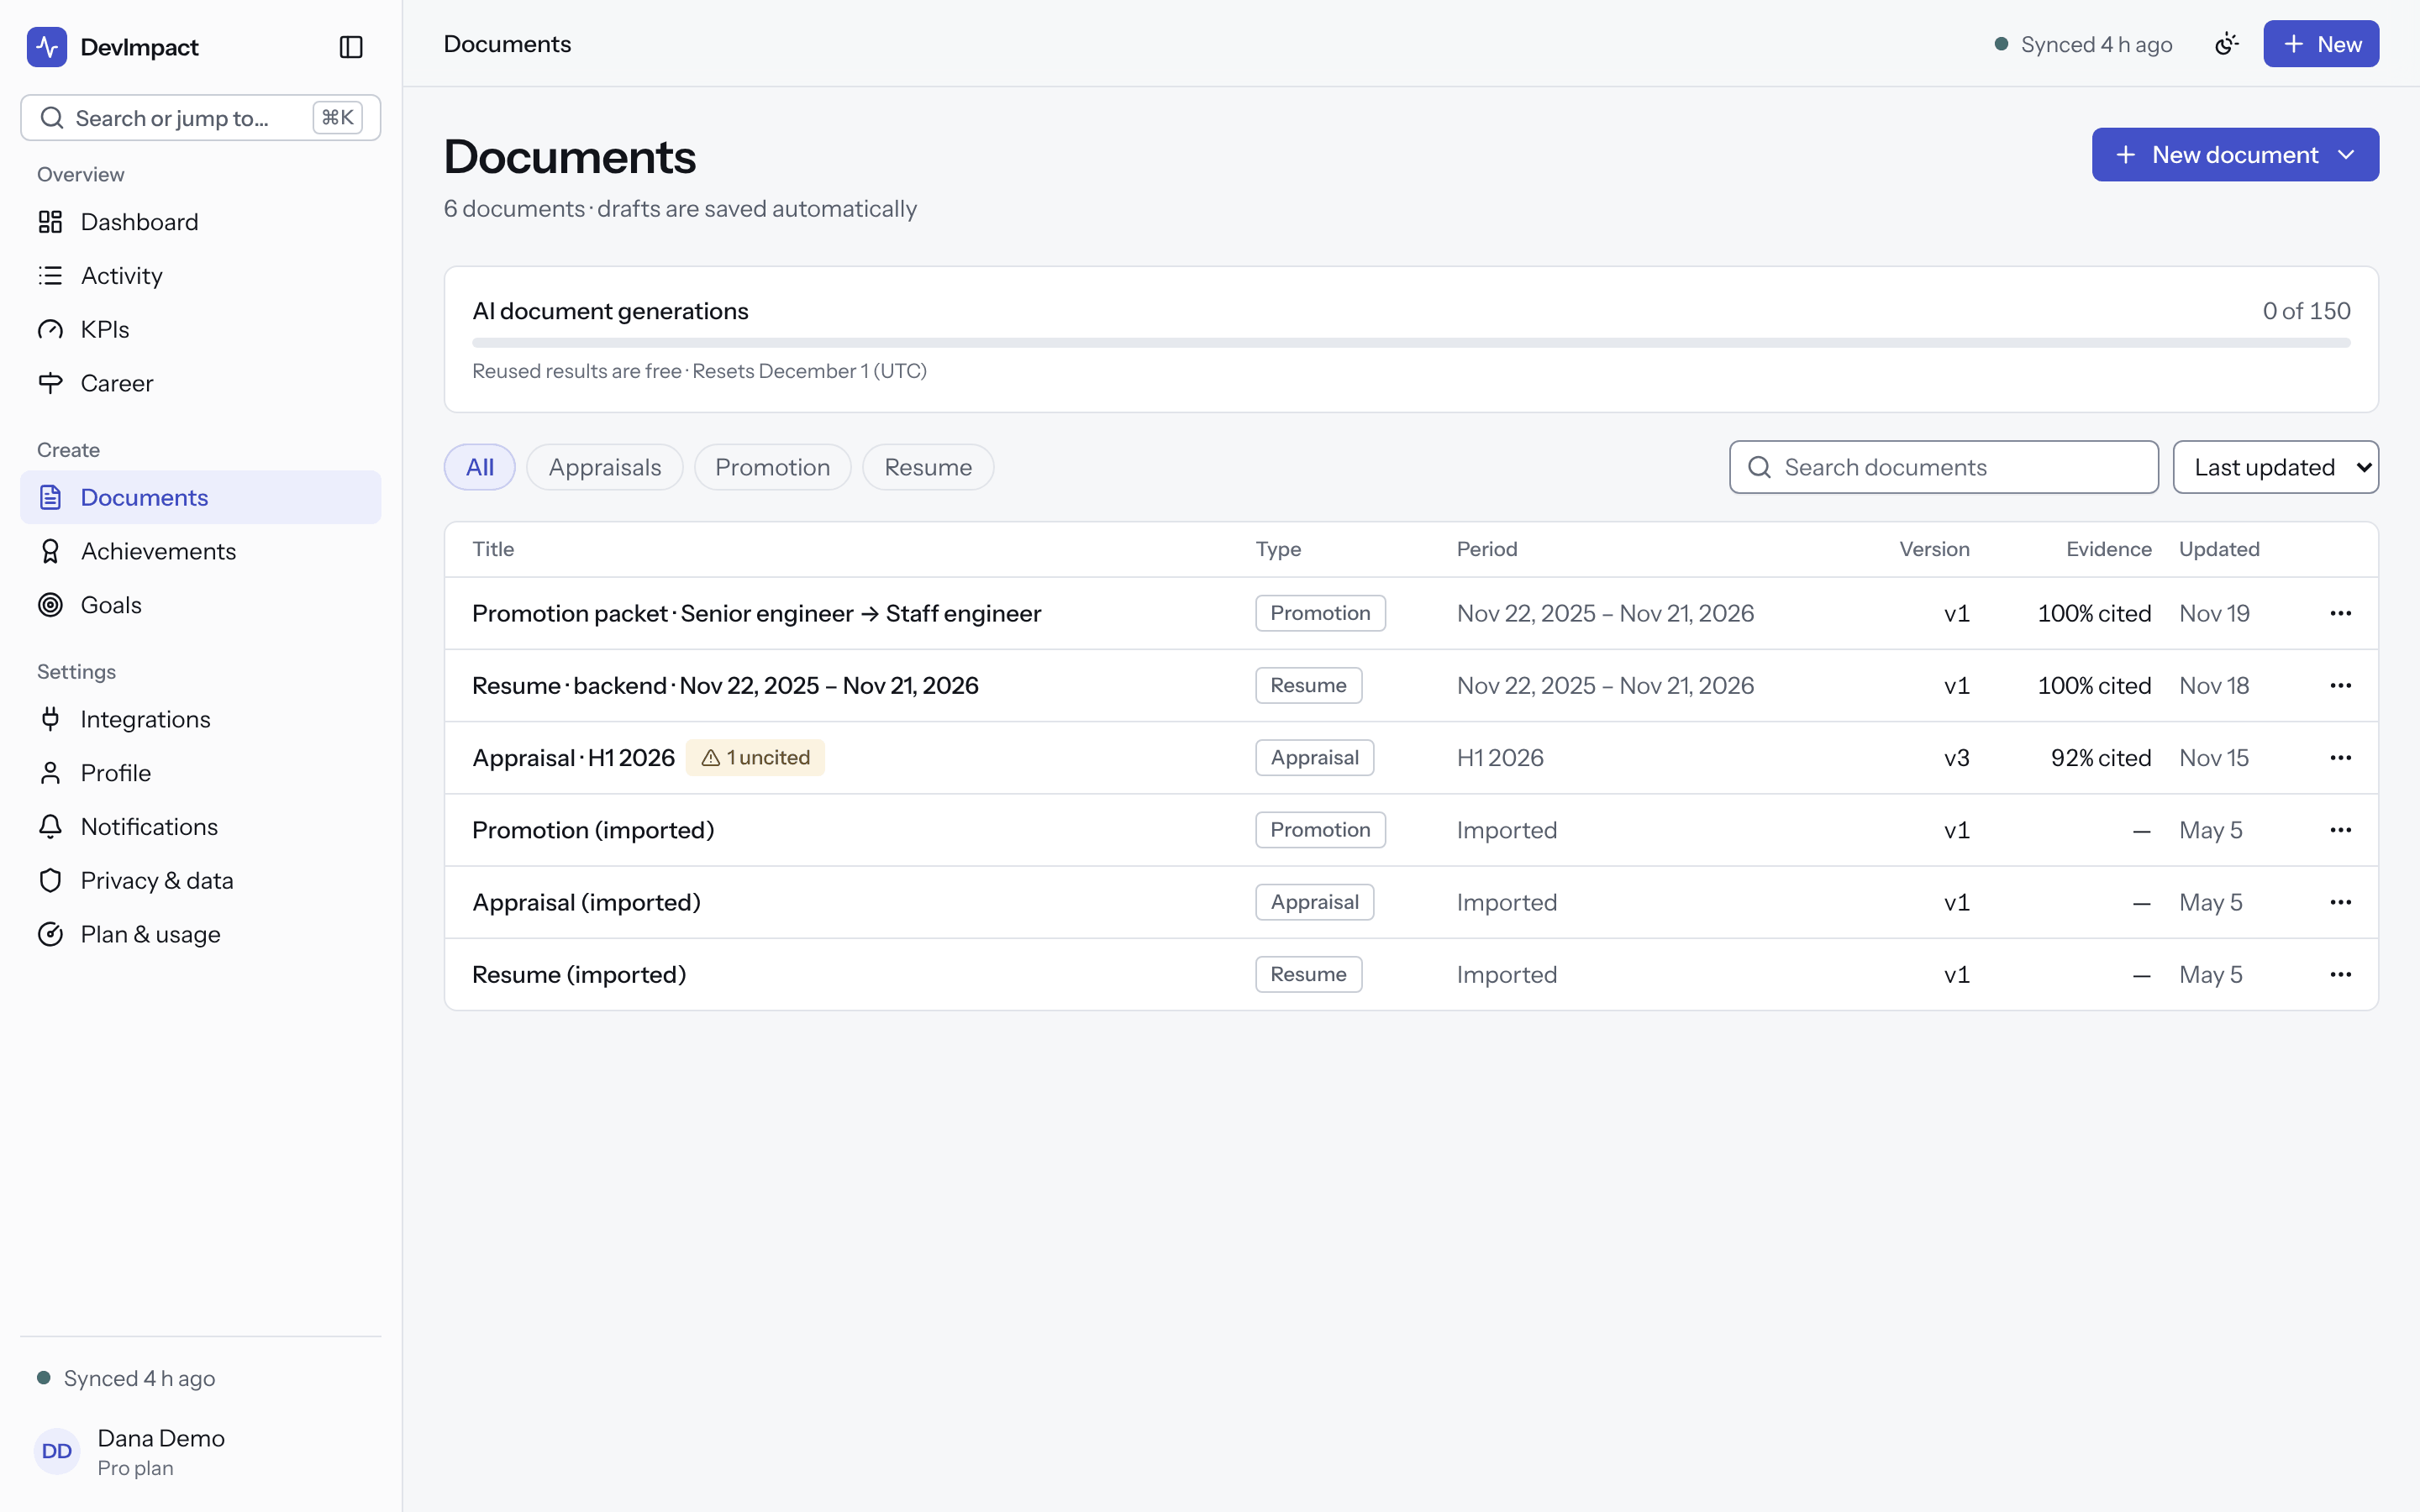 DevImpact
Search or jump to...
⌘K
Overview
Dashboard
Activity
KPIs
Career
Create
Documents
Achievements
Goals
Settings
Integrations
Profile
Notifications
Privacy & data
Plan & usage
Synced 4 h ago
DD
Dana Demo
Pro plan
Documents
Synced 4 h ago
New
Documents
New document
6 documents · drafts are saved automatically
AI document generations
0 of 150
Reused results are free · Resets December 1 (UTC)
All
Appraisals
Promotion
Resume
Search documents
Last updated
Title Type Period Version Evidence Updated
Promotion packet · Senior engineer → Staff engineer Promotion Nov 22, 2025 – Nov 21, 2026 v1 100% cited Nov 19
Resume · backend · Nov 22, 2025 – Nov 21, 2026 Resume Nov 22, 2025 – Nov 21, 2026 v1 100% cited Nov 18
Appraisal · H1 2026 1 uncited Appraisal H1 2026 v3 92% cited Nov 15
Promotion (imported) Promotion Imported v1 — May 5
Appraisal (imported) Appraisal Imported v1 — May 5
Resume (imported) Resume Imported v1 — May 5